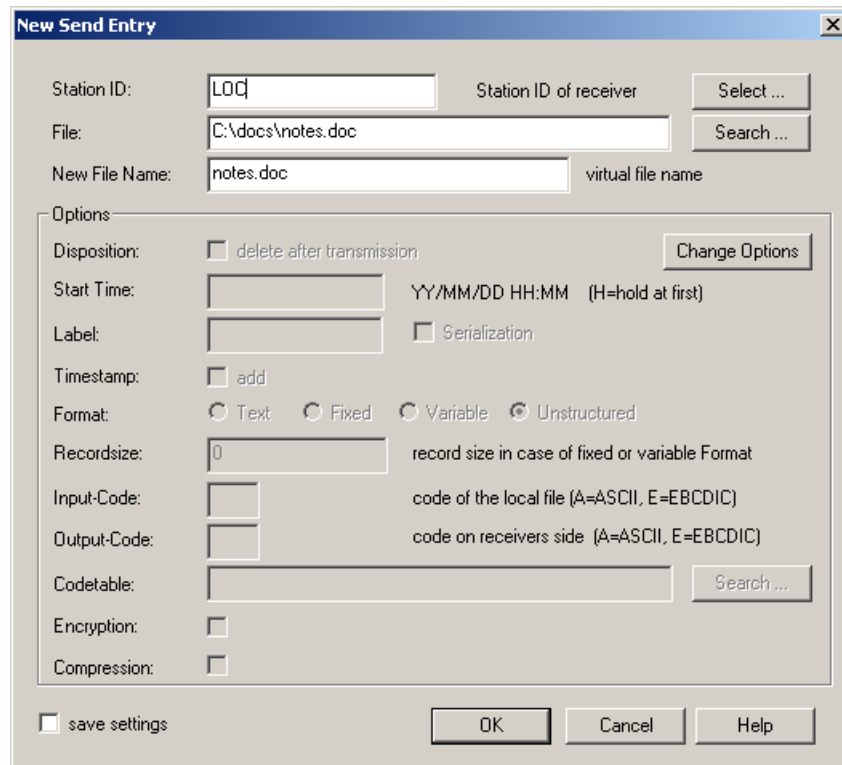 New Send Entry
Station ID: LOC Station ID of receiver Select ...
File: C:\docs\notes.doc Search ...
New File Name: notes.doc virtual file name
Options
Disposition: delete after transmission Change Options
Start Time: YY/MM/DD HH:MM (H=hold at first)
Label: Serialization
Timestamp: add
Format: Text Fixed Variable Unstructured
Recordsize: 0 record size in case of fixed or variable Format
Input-Code: code of the local file (A=ASCII, E=EBCDIC)
Output-Code: code on receivers side (A=ASCII, E=EBCDIC)
Codetable: Search ...
Encryption:
Compression:
save settings OK Cancel Help